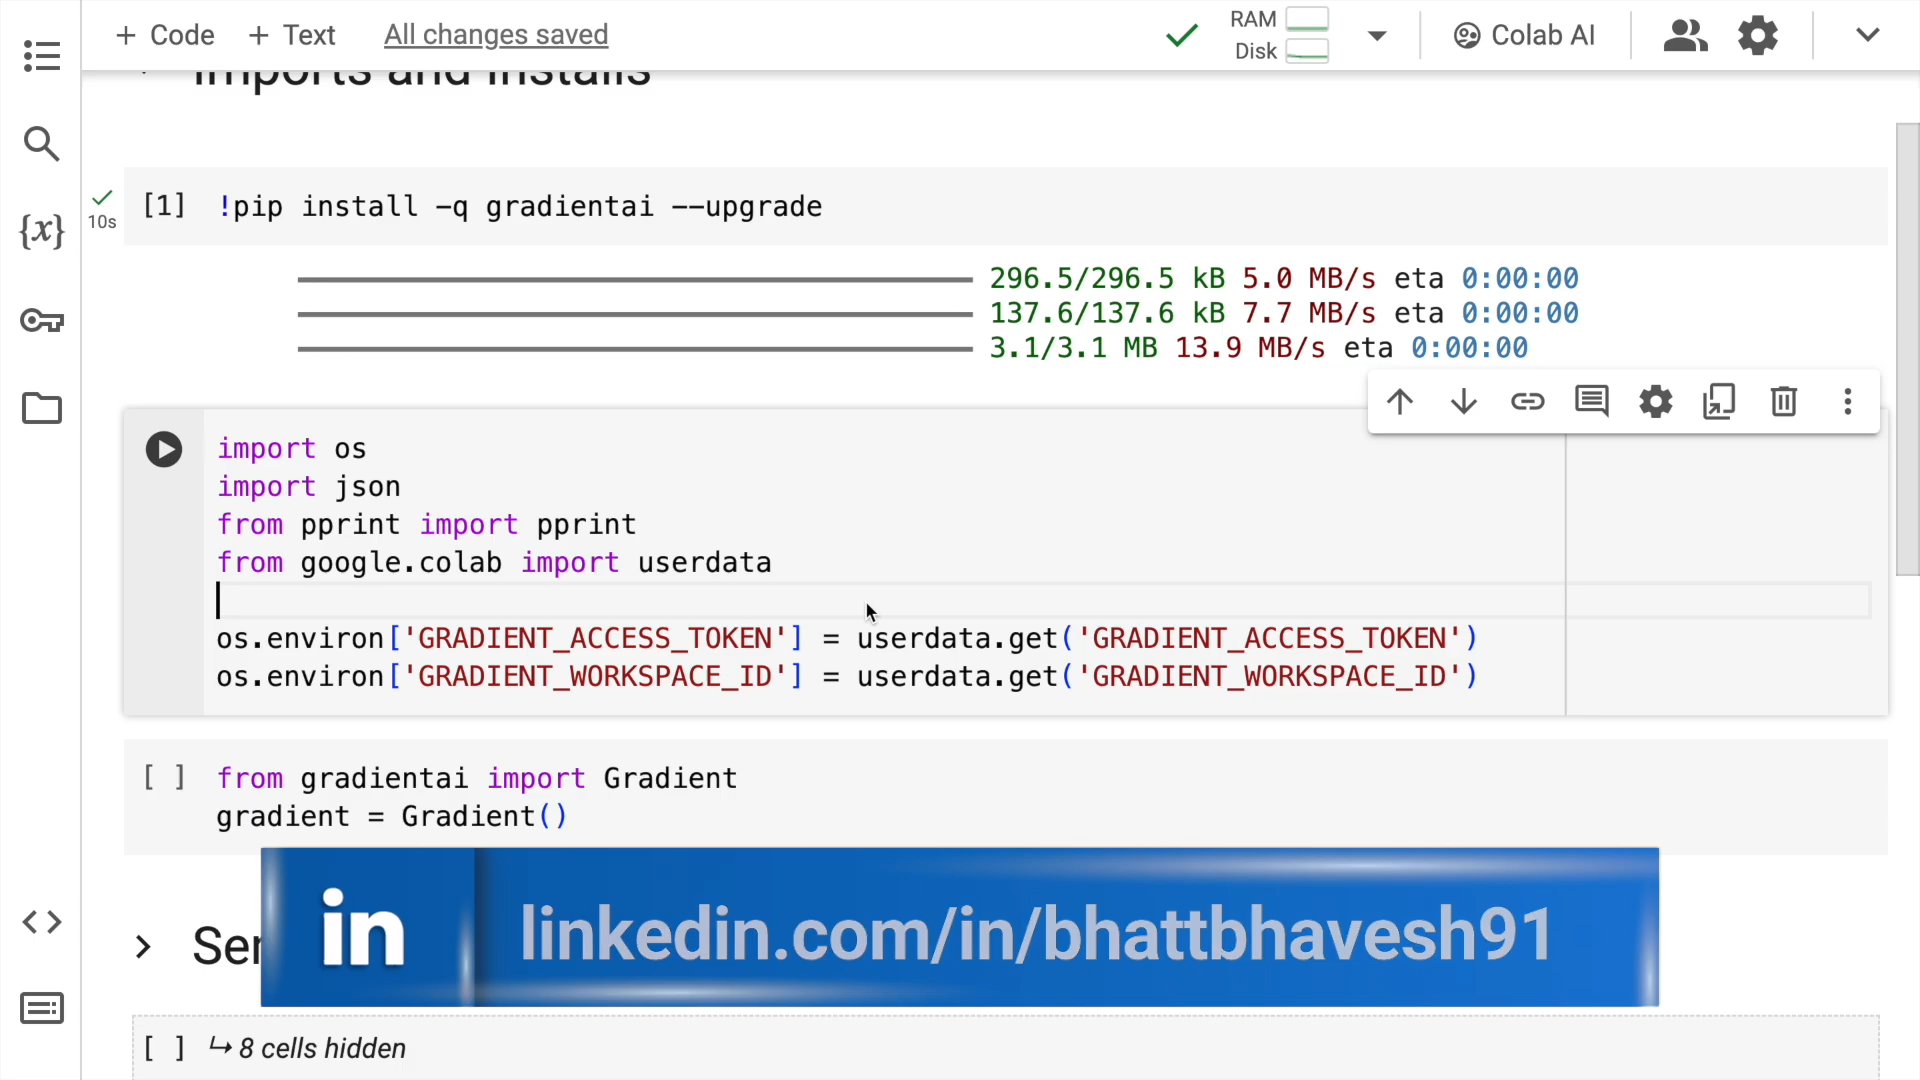 + Code + Text All changes saved RAM Disk Colab AI
Imports and installs
10s
[1] !pip install -q gradientai --upgrade
296.5/296.5 kB 5.0 MB/s eta 0:00:00
137.6/137.6 kB 7.7 MB/s eta 0:00:00
3.1/3.1 MB 13.9 MB/s eta 0:00:00
import os
import json
from pprint import pprint
from google.colab import userdata
os.environ['GRADIENT_ACCESS_TOKEN'] = userdata.get('GRADIENT_ACCESS_TOKEN')
os.environ['GRADIENT_WORKSPACE_ID'] = userdata.get('GRADIENT_WORKSPACE_ID')
[ ] from gradientai import Gradient
gradient = Gradient()
in linkedin.com/in/bhattbhavesh91
[ ] ↳ 8 cells hidden